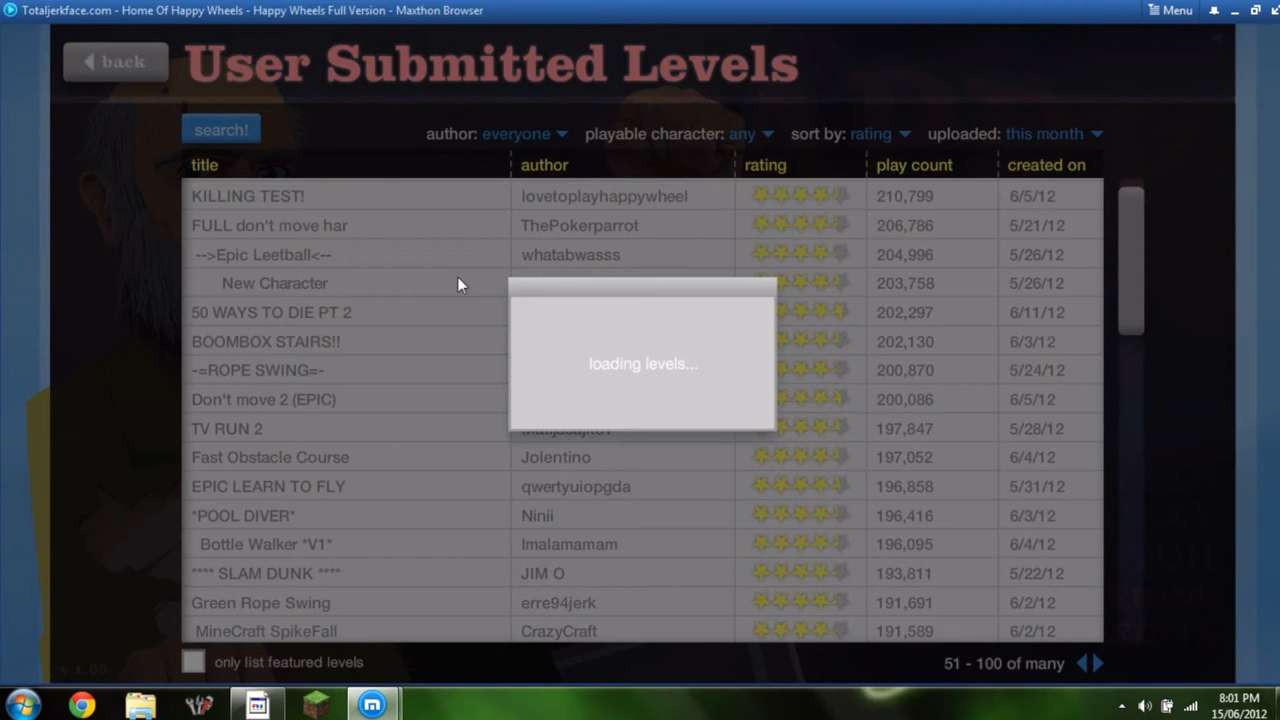 Totaljerkface.com - Home Of Happy Wheels - Happy Wheels Full Version - Maxthon Browser Menu
back User Submitted Levels
search! author: everyone playable character: any sort by: rating uploaded: this month
title author rating play count created on
KILLING TEST! lovetoplayhappywheel 210,799 6/5/12
FULL don't move har ThePokerparrot 206,786 5/21/12
-->Epic Leetball<-- whatabwasss 204,996 5/26/12
New Character 203,758 5/26/12
50 WAYS TO DIE PT 2 202,297 6/11/12
BOOMBOX STAIRS!! 202,130 6/3/12
loading levels...
-=ROPE SWING=- 200,870 5/24/12
Don't move 2 (EPIC) 200,086 6/5/12
TV RUN 2 197,847 5/28/12
Fast Obstacle Course Jolentino 197,052 6/4/12
EPIC LEARN TO FLY qwertyuiopgda 196,858 5/31/12
*POOL DIVER* Ninii 196,416 6/3/12
Bottle Walker *V1* Imalamamam 196,095 6/4/12
**** SLAM DUNK **** JIM O 193,811 5/22/12
Green Rope Swing erre94jerk 191,691 6/2/12
MineCraft SpikeFall CrazyCraft 191,589 6/2/12
only list featured levels 51 - 100 of many
8:01 PM
15/06/2012